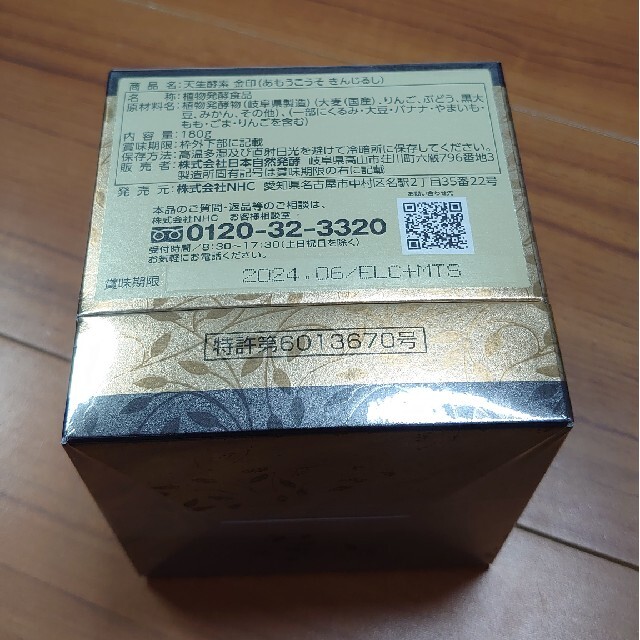 商品名:天生酵素 金印(あもうこうそ きんじるし)
名称:植物発酵食品
原材料名:植物発酵物(岐阜県製造)(大麦(国産)、りんご、ぶどう、黒大
豆、みかん、その他)、(一部にくるみ・大豆・バナナ・やまいも・
もも・ごま・りんごを含む)
内容量:180g
賞味期限:枠外下部に記載
保存方法:高温多湿及び直射日光を避けて冷暗所に保存してください。
販売者:株式会社日本自然発酵 岐阜県高山市荘川町六厩796番地3
製造所固有記号は賞味期限の右に記載
発売元:株式会社NHC 愛知県名古屋市中村区名駅2丁目35番22号
本品のご質問・返品等のご相談は、
株式会社NHC お客様相談室
0120-32-3320
受付時間/8:30~17:30(土日祝日を除く)
お気軽にお電話ください。
賞味期限 2024.06/ELC+MTS
特許第6013670号